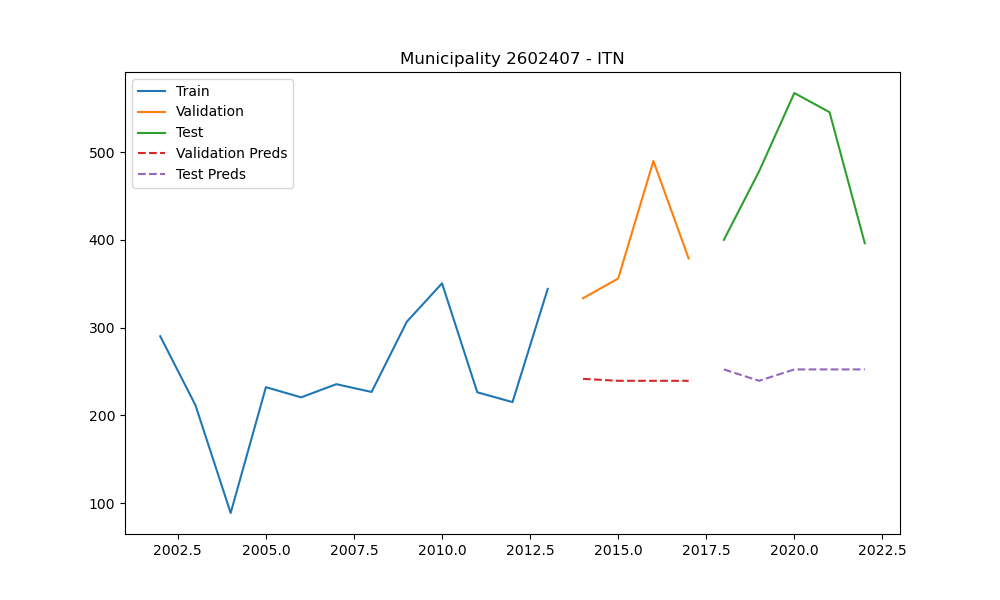 Municipality 2602407 - ITN
Train
Validation
Test
Validation Preds
Test Preds
500
400
300
200
100
2002.5 2005.0 2007.5 2010.0 2012.5 2015.0 2017.5 2020.0 2022.5